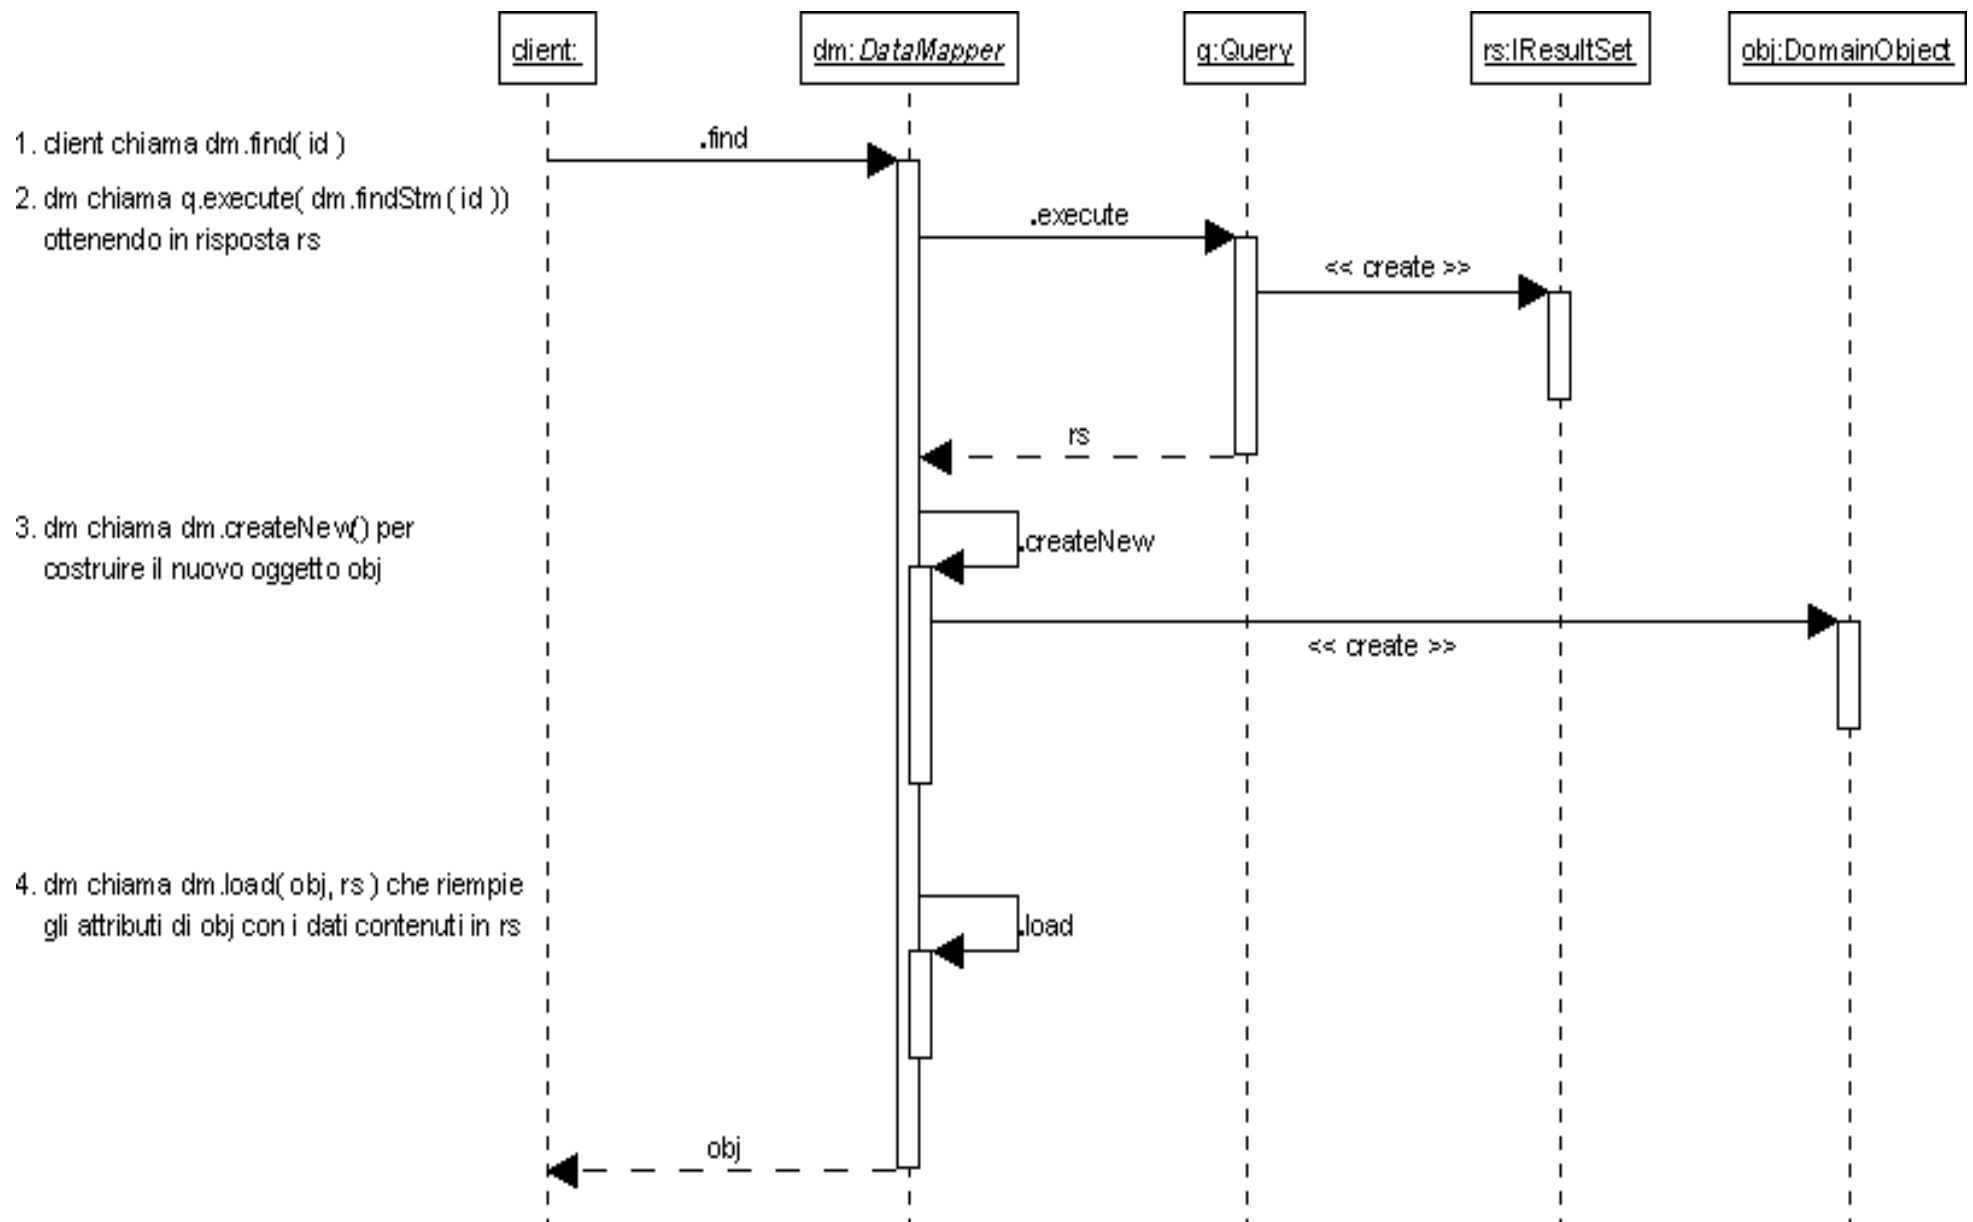 client:
dm: DataMapper
q:Query
rs:IResultSet
obj:DomainObject
1. client chiama dm.find( id )
.find
2. dm chiama q.execute( dm.findStm( id ))
ottenendo in risposta rs
.execute
<< create >>
rs
3. dm chiama dm.createNew() per
costruire il nuovo oggetto obj
.createNew
<< create >>
4. dm chiama dm.load( obj, rs ) che riempie
gli attributi di obj con i dati contenuti in rs
.load
obj